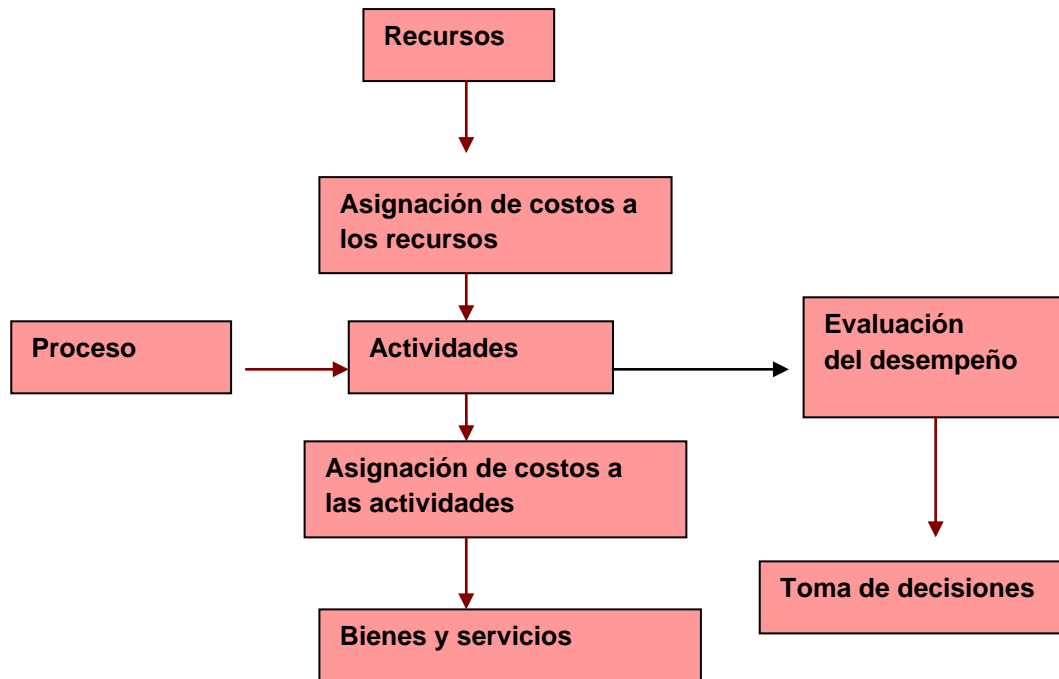 Recursos
Asignación de costos a
los recursos
Proceso
Actividades
Evaluación
del desempeño
Asignación de costos a
las actividades
Toma de decisiones
Bienes y servicios